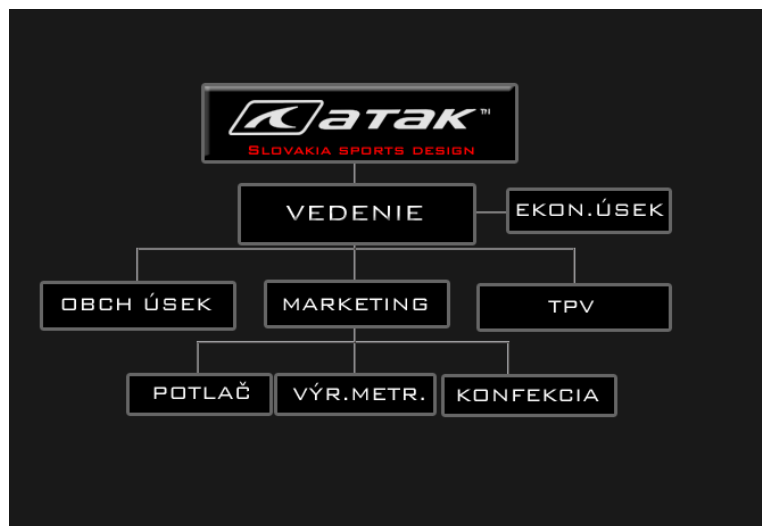 atak™
SLOVAKIA SPORTS DESIGN
VEDENIE
EKON.ÚSEK
OBCH ÚSEK
MARKETING
TPV
POTLAČ
VÝR.METR.
KONFEKCIA